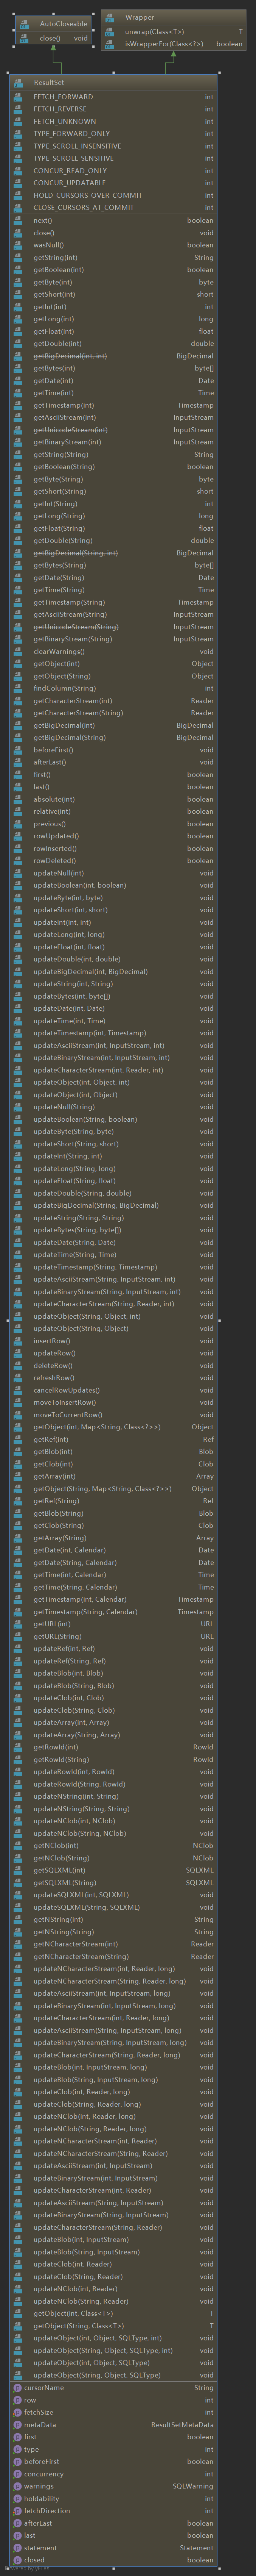 AutoCloseable
close() void
Wrapper
unwrap(Class<T>) T
isWrapperFor(Class<?>) boolean
ResultSet
FETCH_FORWARD int
FETCH_REVERSE int
FETCH_UNKNOWN int
TYPE_FORWARD_ONLY int
TYPE_SCROLL_INSENSITIVE int
TYPE_SCROLL_SENSITIVE int
CONCUR_READ_ONLY int
CONCUR_UPDATABLE int
HOLD_CURSORS_OVER_COMMIT int
CLOSE_CURSORS_AT_COMMIT int
next() boolean
close() void
wasNull() boolean
getString(int) String
getBoolean(int) boolean
getByte(int) byte
getShort(int) short
getInt(int) int
getLong(int) long
getFloat(int) float
getDouble(int) double
getBigDecimal(int, int) BigDecimal
getBytes(int) byte[]
getDate(int) Date
getTime(int) Time
getTimestamp(int) Timestamp
getAsciiStream(int) InputStream
getUnicodeStream(int) InputStream
getBinaryStream(int) InputStream
getString(String) String
getBoolean(String) boolean
getByte(String) byte
getShort(String) short
getInt(String) int
getLong(String) long
getFloat(String) float
getDouble(String) double
getBigDecimal(String, int) BigDecimal
getBytes(String) byte[]
getDate(String) Date
getTime(String) Time
getTimestamp(String) Timestamp
getAsciiStream(String) InputStream
getUnicodeStream(String) InputStream
getBinaryStream(String) InputStream
clearWarnings() void
getObject(int) Object
getObject(String) Object
findColumn(String) int
getCharacterStream(int) Reader
getCharacterStream(String) Reader
getBigDecimal(int) BigDecimal
getBigDecimal(String) BigDecimal
beforeFirst() void
afterLast() void
first() boolean
last() boolean
absolute(int) boolean
relative(int) boolean
previous() boolean
rowUpdated() boolean
rowInserted() boolean
rowDeleted() boolean
updateNull(int) void
updateBoolean(int, boolean) void
updateByte(int, byte) void
updateShort(int, short) void
updateInt(int, int) void
updateLong(int, long) void
updateFloat(int, float) void
updateDouble(int, double) void
updateBigDecimal(int, BigDecimal) void
updateString(int, String) void
updateBytes(int, byte[]) void
updateDate(int, Date) void
updateTime(int, Time) void
updateTimestamp(int, Timestamp) void
updateAsciiStream(int, InputStream, int) void
updateBinaryStream(int, InputStream, int) void
updateCharacterStream(int, Reader, int) void
updateObject(int, Object, int) void
updateObject(int, Object) void
updateNull(String) void
updateBoolean(String, boolean) void
updateByte(String, byte) void
updateShort(String, short) void
updateInt(String, int) void
updateLong(String, long) void
updateFloat(String, float) void
updateDouble(String, double) void
updateBigDecimal(String, BigDecimal) void
updateString(String, String) void
updateBytes(String, byte[]) void
updateDate(String, Date) void
updateTime(String, Time) void
updateTimestamp(String, Timestamp) void
updateAsciiStream(String, InputStream, int) void
updateBinaryStream(String, InputStream, int) void
updateCharacterStream(String, Reader, int) void
updateObject(String, Object, int) void
updateObject(String, Object) void
insertRow() void
updateRow() void
deleteRow() void
refreshRow() void
cancelRowUpdates() void
moveToInsertRow() void
moveToCurrentRow() void
getObject(int, Map<String, Class<?>>) Object
getRef(int) Ref
getBlob(int) Blob
getClob(int) Clob
getArray(int) Array
getObject(String, Map<String, Class<?>>) Object
getRef(String) Ref
getBlob(String) Blob
getClob(String) Clob
getArray(String) Array
getDate(int, Calendar) Date
getDate(String, Calendar) Date
getTime(int, Calendar) Time
getTime(String, Calendar) Time
getTimestamp(int, Calendar) Timestamp
getTimestamp(String, Calendar) Timestamp
getURL(int) URL
getURL(String) URL
updateRef(int, Ref) void
updateRef(String, Ref) void
updateBlob(int, Blob) void
updateBlob(String, Blob) void
updateClob(int, Clob) void
updateClob(String, Clob) void
updateArray(int, Array) void
updateArray(String, Array) void
getRowId(int) RowId
getRowId(String) RowId
updateRowId(int, RowId) void
updateRowId(String, RowId) void
updateNString(int, String) void
updateNString(String, String) void
updateNClob(int, NClob) void
updateNClob(String, NClob) void
getNClob(int) NClob
getNClob(String) NClob
getSQLXML(int) SQLXML
getSQLXML(String) SQLXML
updateSQLXML(int, SQLXML) void
updateSQLXML(String, SQLXML) void
getNString(int) String
getNString(String) String
getNCharacterStream(int) Reader
getNCharacterStream(String) Reader
updateNCharacterStream(int, Reader, long) void
updateNCharacterStream(String, Reader, long) void
updateAsciiStream(int, InputStream, long) void
updateBinaryStream(int, InputStream, long) void
updateCharacterStream(int, Reader, long) void
updateAsciiStream(String, InputStream, long) void
updateBinaryStream(String, InputStream, long) void
updateCharacterStream(String, Reader, long) void
updateBlob(int, InputStream, long) void
updateBlob(String, InputStream, long) void
updateClob(int, Reader, long) void
updateClob(String, Reader, long) void
updateNClob(int, Reader, long) void
updateNClob(String, Reader, long) void
updateNCharacterStream(int, Reader) void
updateNCharacterStream(String, Reader) void
updateAsciiStream(int, InputStream) void
updateBinaryStream(int, InputStream) void
updateCharacterStream(int, Reader) void
updateAsciiStream(String, InputStream) void
updateBinaryStream(String, InputStream) void
updateCharacterStream(String, Reader) void
updateBlob(int, InputStream) void
updateBlob(String, InputStream) void
updateClob(int, Reader) void
updateClob(String, Reader) void
updateNClob(int, Reader) void
updateNClob(String, Reader) void
getObject(int, Class<T>) T
getObject(String, Class<T>) T
updateObject(int, Object, SQLType, int) void
updateObject(String, Object, SQLType, int) void
updateObject(int, Object, SQLType) void
updateObject(String, Object, SQLType) void
cursorName String
row int
fetchSize int
metaData ResultSetMetaData
first boolean
type int
beforeFirst boolean
concurrency int
warnings SQLWarning
holdability int
fetchDirection int
afterLast boolean
last boolean
statement Statement
closed boolean
Powered by yFiles